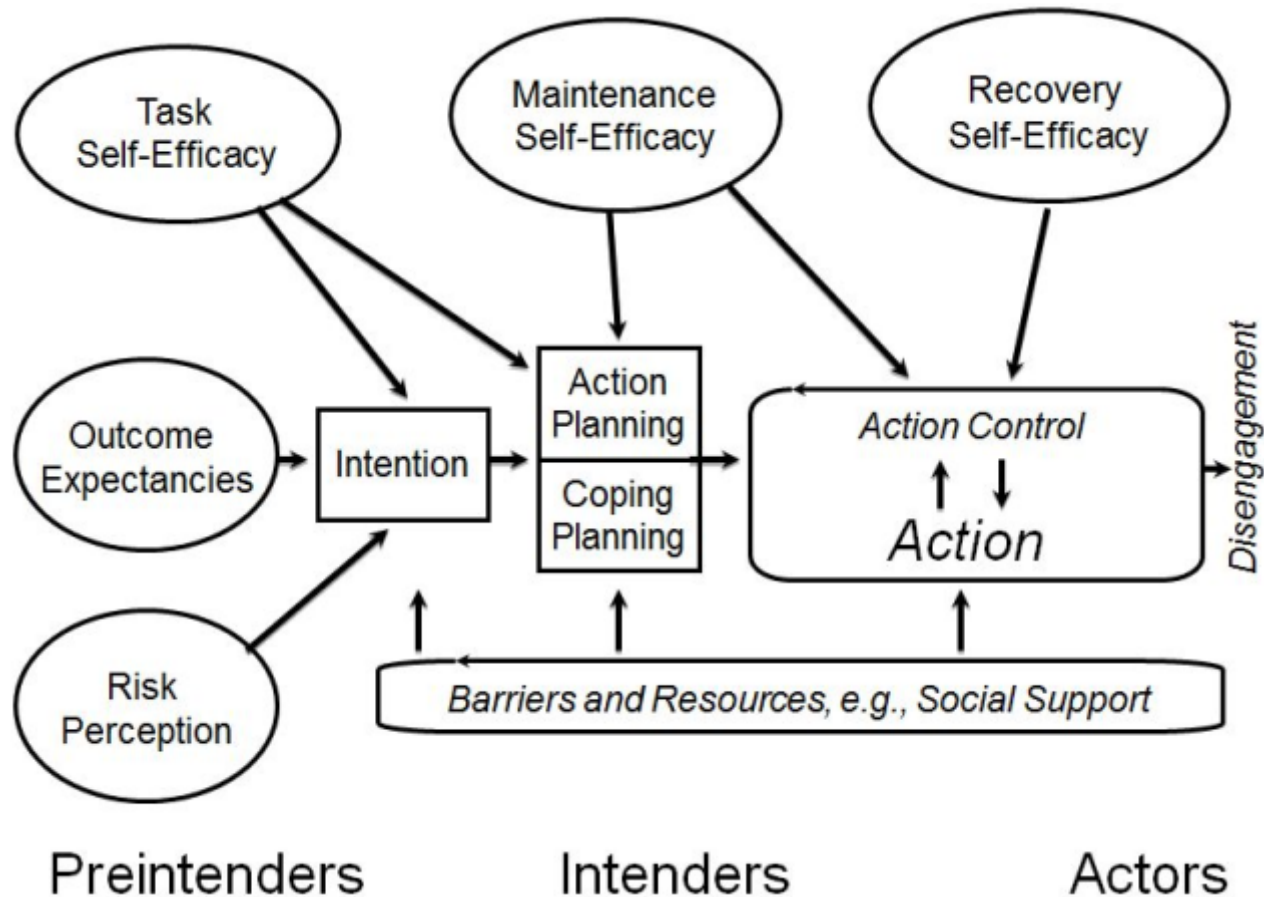 Task
Self-Efficacy
Maintenance
Self-Efficacy
Recovery
Self-Efficacy
Outcome
Expectancies
Intention
Action
Planning
Coping
Planning
Action Control
Action
Disengagement
Risk
Perception
Barriers and Resources, e.g., Social Support
Preintenders
Intenders
Actors